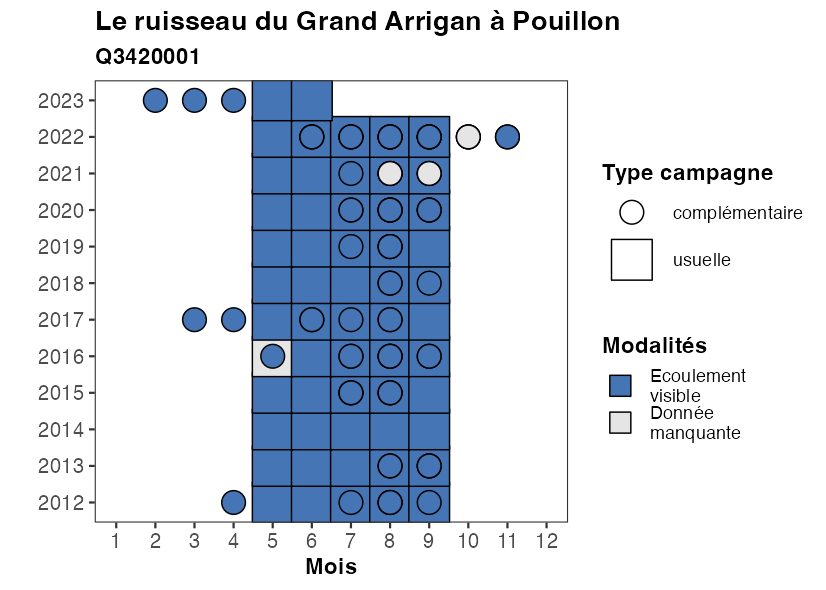 Le ruisseau du Grand Arrigan à Pouillon
Q3420001
2023
2022
2021
2020
2019
2018
2017
2016
2015
2014
2013
2012
1 2 3 4 5 6 7 8 9 10 11 12
Mois
Type campagne
complémentaire
usuelle
Modalités
Ecoulement
visible
Donnée
manquante